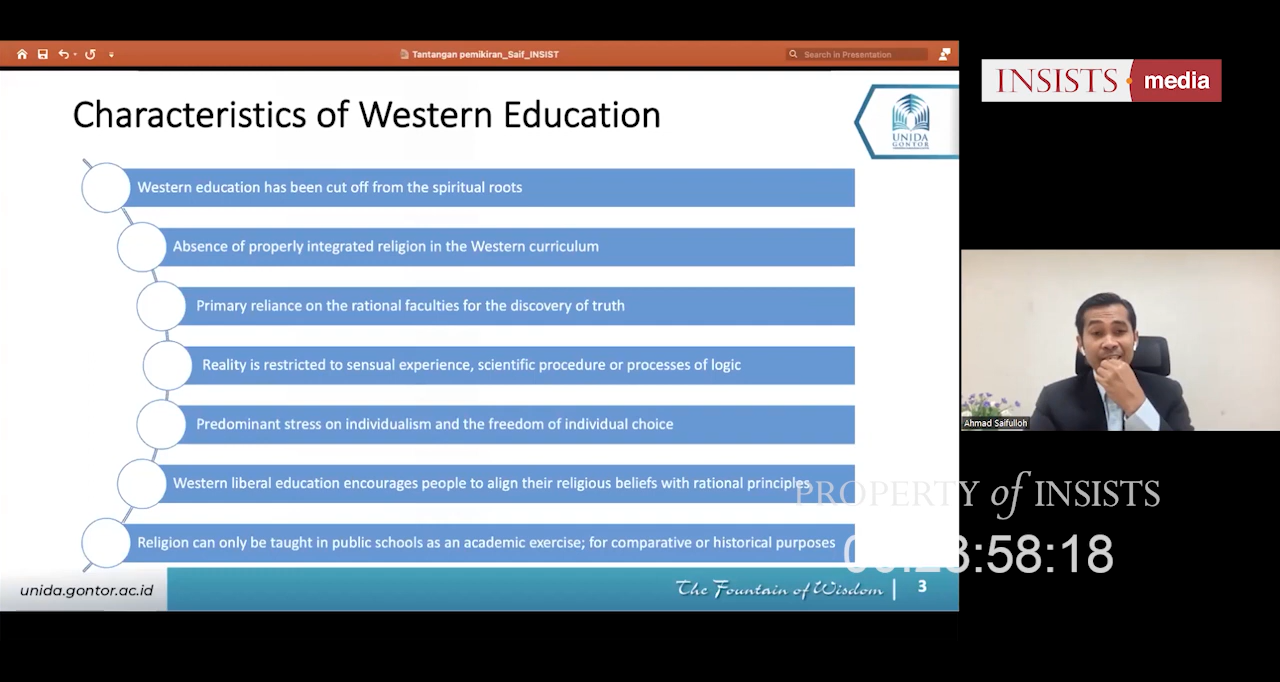 Tantangan pemikiran_Saif_INSIST
Search in Presentation
INSISTS media
Characteristics of Western Education
UNIDA
GONTOR
Western education has been cut off from the spiritual roots
Absence of properly integrated religion in the Western curriculum
Primary reliance on the rational faculties for the discovery of truth
Reality is restricted to sensual experience, scientific procedure or processes of logic
Predominant stress on individualism and the freedom of individual choice
Western liberal education encourages people to align their religious beliefs with rational principles
Religion can only be taught in public schools as an academic exercise; for comparative or historical purposes
Ahmad Saifulloh
PROPERTY of INSISTS
:58:18
unida.gontor.ac.id
The Fountain of Wisdom
3